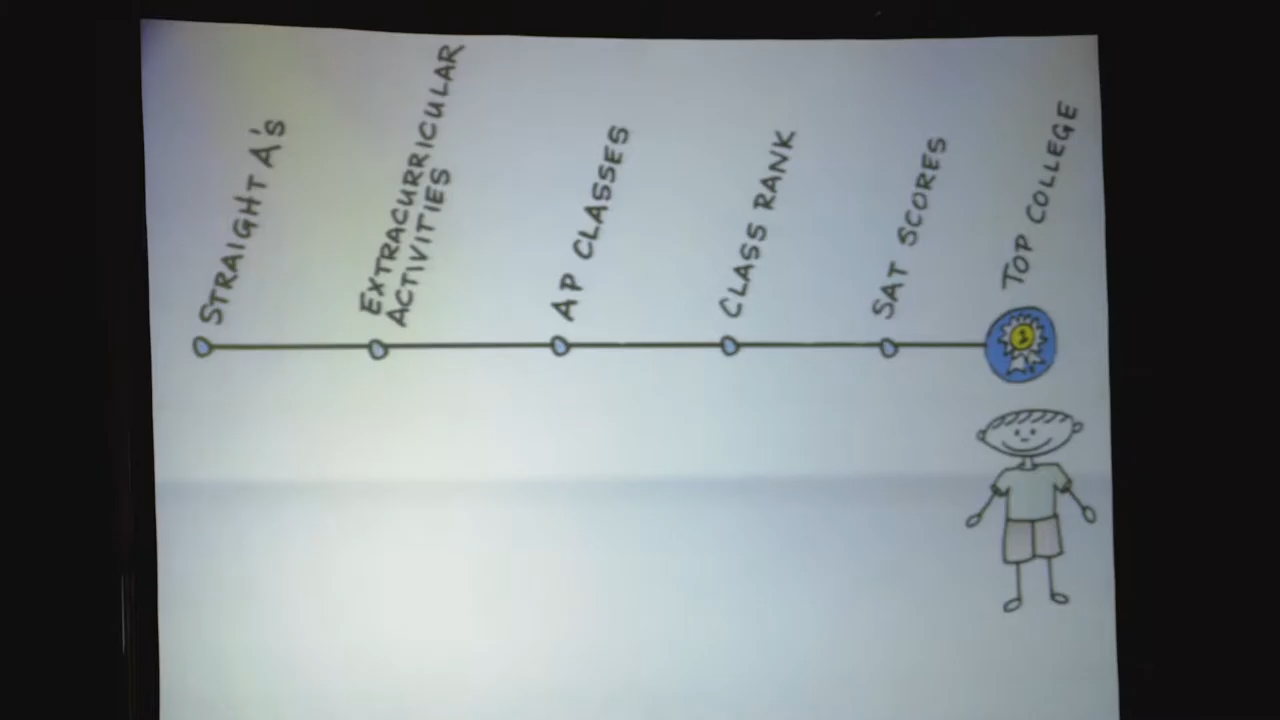 STRAIGHT A's
EXTRACURRICULAR
ACTIVITIES
AP CLASSES
CLASS RANK
SAT SCORES
TOP COLLEGE